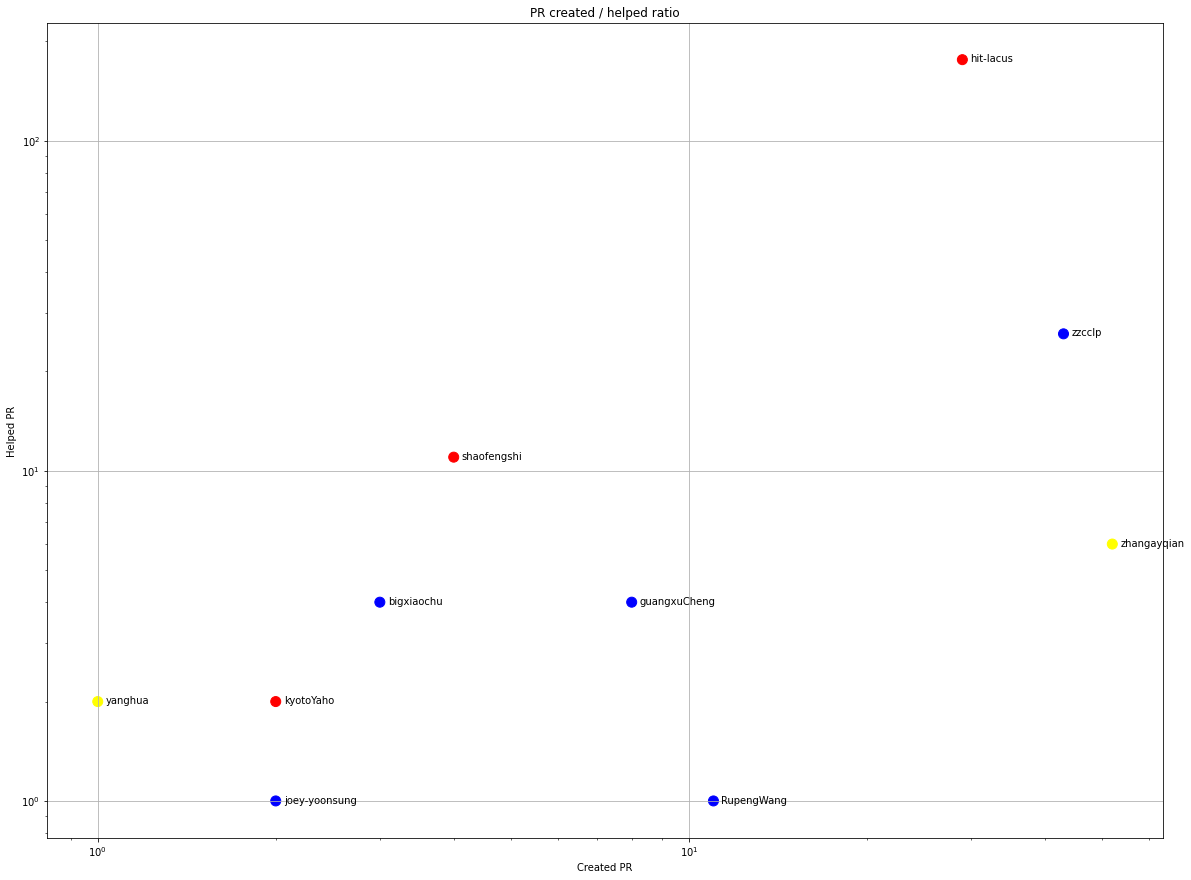 PR created / helped ratio
hit-lacus
10²
zzcclp
Helped PR
shaofengshi
10¹
zhangayqian
bigxiaochu
guangxuCheng
yanghua
kyotoYaho
joey-yoonsung
RupengWang
10⁰
10⁰
10¹
Created PR